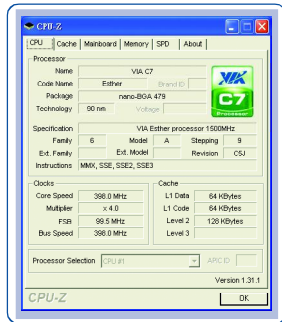 CPU-Z
CPU Cache Mainboard Memory SPD About
Processor
Name VIA C7
Code Name Esther Brand ID
Package nano-BGA 479
Technology 90 nm Voltage
VIA
C7
Processor
Specification VIA Esther processor 1500MHz
Family 6 Model A Stepping 9
Ext. Family Ext. Model Revision C5J
Instructions MMX, SSE, SSE2, SSE3
Clocks Cache
Core Speed 398.0 MHz L1 Data 64 KBytes
Multiplier x 4.0 L1 Code 64 KBytes
FSB 99.5 MHz Level 2 128 KBytes
Bus Speed 398.0 MHz Level 3
Processor Selection CPU #1 APIC ID
Version 1.31.1
CPU-Z OK